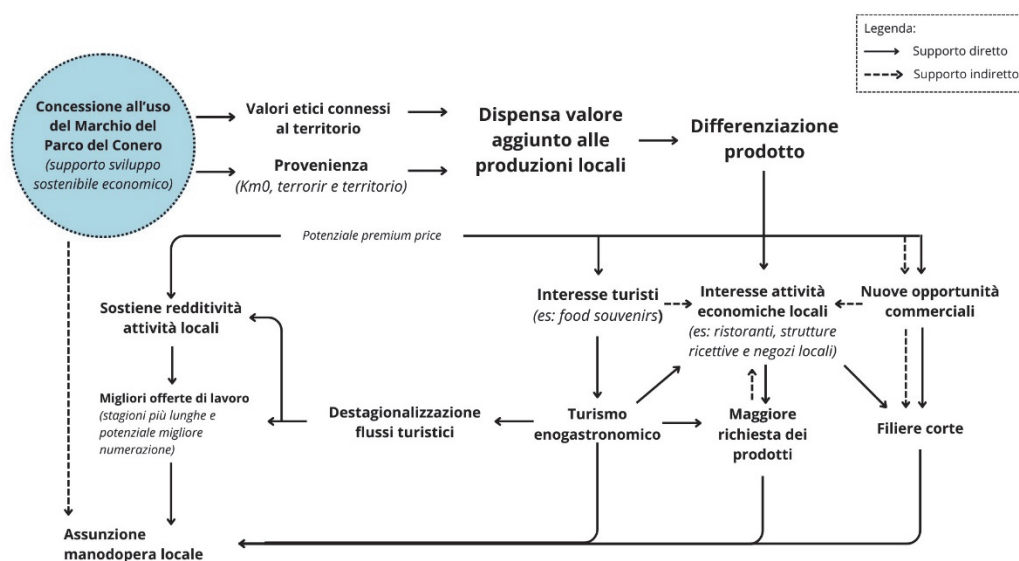 Legenda:
Supporto diretto
Supporto indiretto
Concessione all'uso
del Marchio del
Parco del Conero
(supporto sviluppo
sostenibile economico)
Valori etici connessi
al territorio
Provenienza
(Km0, terrorir e territorio)
Dispensa valore
aggiunto alle
produzioni locali
Differenziazione
prodotto
Potenziale premium price
Sostiene redditività
attività locali
Interesse turisti
(es: food souvenirs)
Interesse attività
economiche locali
(es: ristoranti, strutture
ricettive e negozi locali)
Nuove opportunità
commerciali
Migliori offerte di lavoro
(stagioni più lunghe e
potenziale migliore
numerazione)
Destagionalizzazione
flussi turistici
Turismo
enogastronomico
Maggiore
richiesta dei
prodotti
Filiere corte
Assunzione
manodopera locale